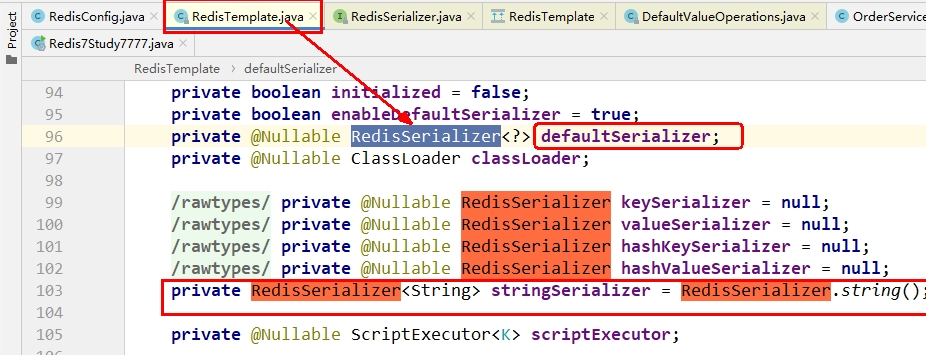 RedisConfig.java × RedisTemplate.java × RedisSerializer.java × RedisTemplate × DefaultValueOperations.java × OrderService
Redis7Study7777.java ×
Project
RedisTemplate › defaultSerializer
94 private boolean initialized = false;
95 private boolean enableDefaultSerializer = true;
96 private @Nullable RedisSerializer<?> defaultSerializer;
97 private @Nullable ClassLoader classLoader;
98
99 /rawtypes/ private @Nullable RedisSerializer keySerializer = null;
100 /rawtypes/ private @Nullable RedisSerializer valueSerializer = null;
101 /rawtypes/ private @Nullable RedisSerializer hashKeySerializer = null;
102 /rawtypes/ private @Nullable RedisSerializer hashValueSerializer = null;
103 private RedisSerializer<String> stringSerializer = RedisSerializer.string();
104
105 private @Nullable ScriptExecutor<K> scriptExecutor;